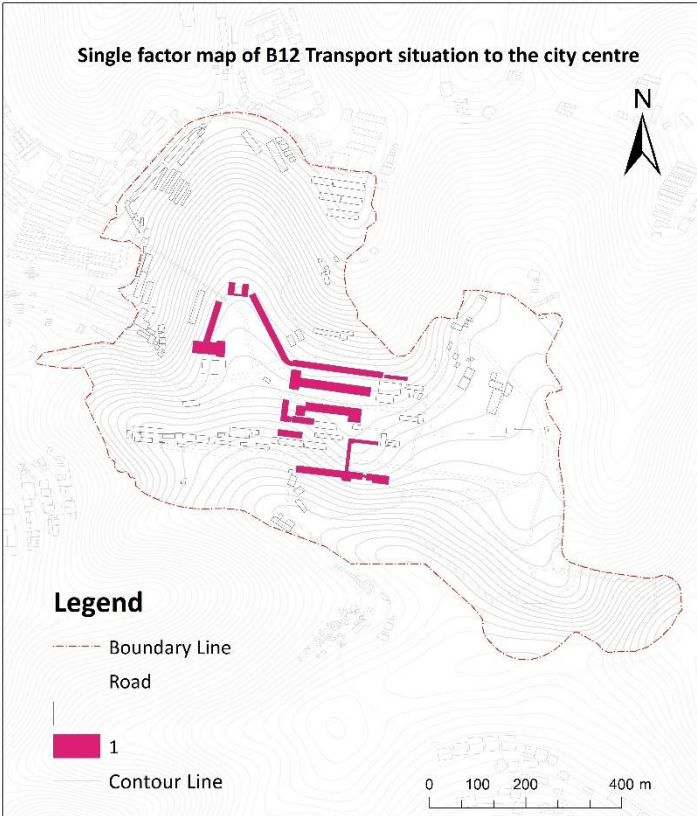 Single factor map of B12 Transport situation to the city centre
N
Legend
Boundary Line
Road
1
Contour Line
0 100 200 400 m